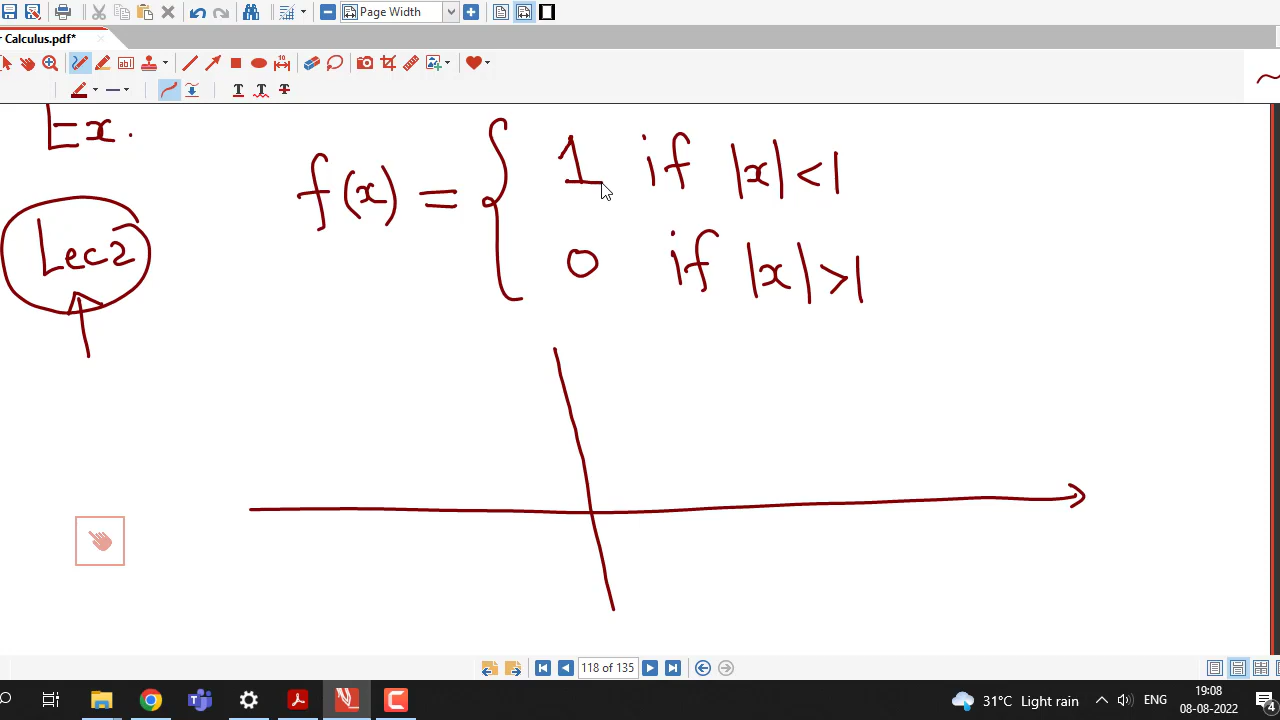 Page Width
r Calculus.pdf*
Ex.
f(x) = { 1 if |x| < 1
0 if |x| > 1
Lec2
118 of 135
31°C Light rain
ENG
19:08
08-08-2022
4